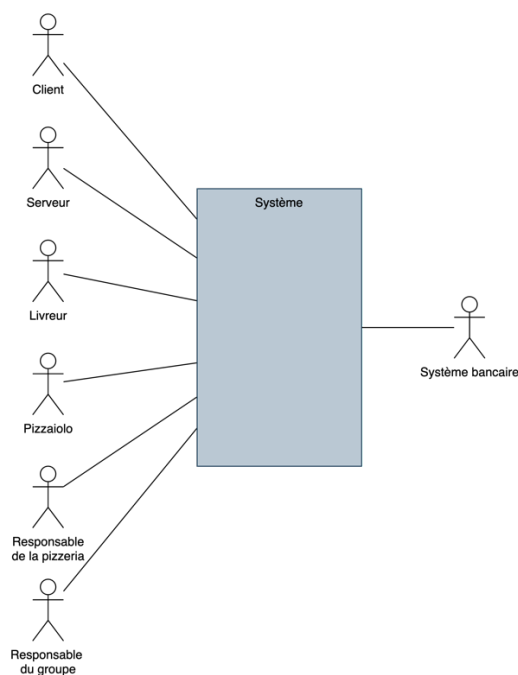 Client
Serveur
Livreur
Pizzaiolo
Responsable
de la pizzeria
Responsable
du groupe
Système
Système bancaire